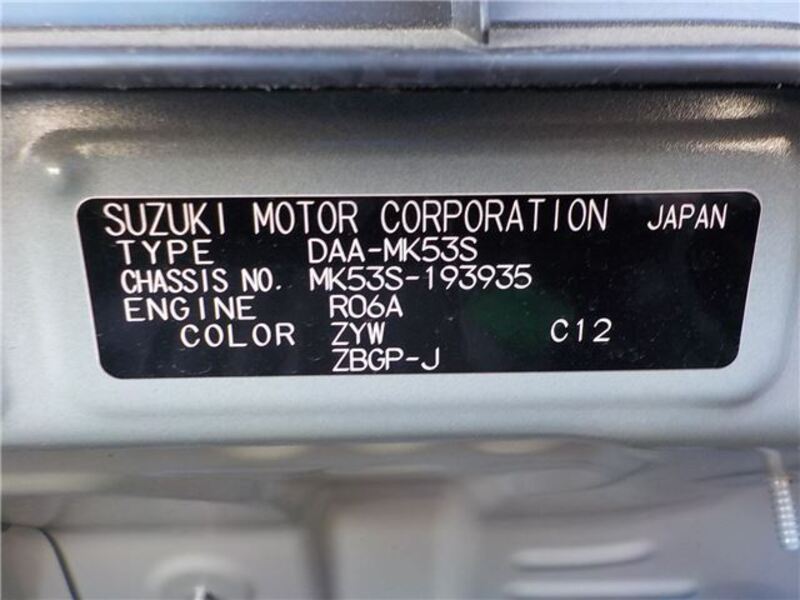 SUZUKI MOTOR CORPORATION JAPAN
TYPE DAA-MK53S
CHASSIS NO. MK53S-193935
ENGINE R06A
COLOR ZYW C12
ZBGP-J